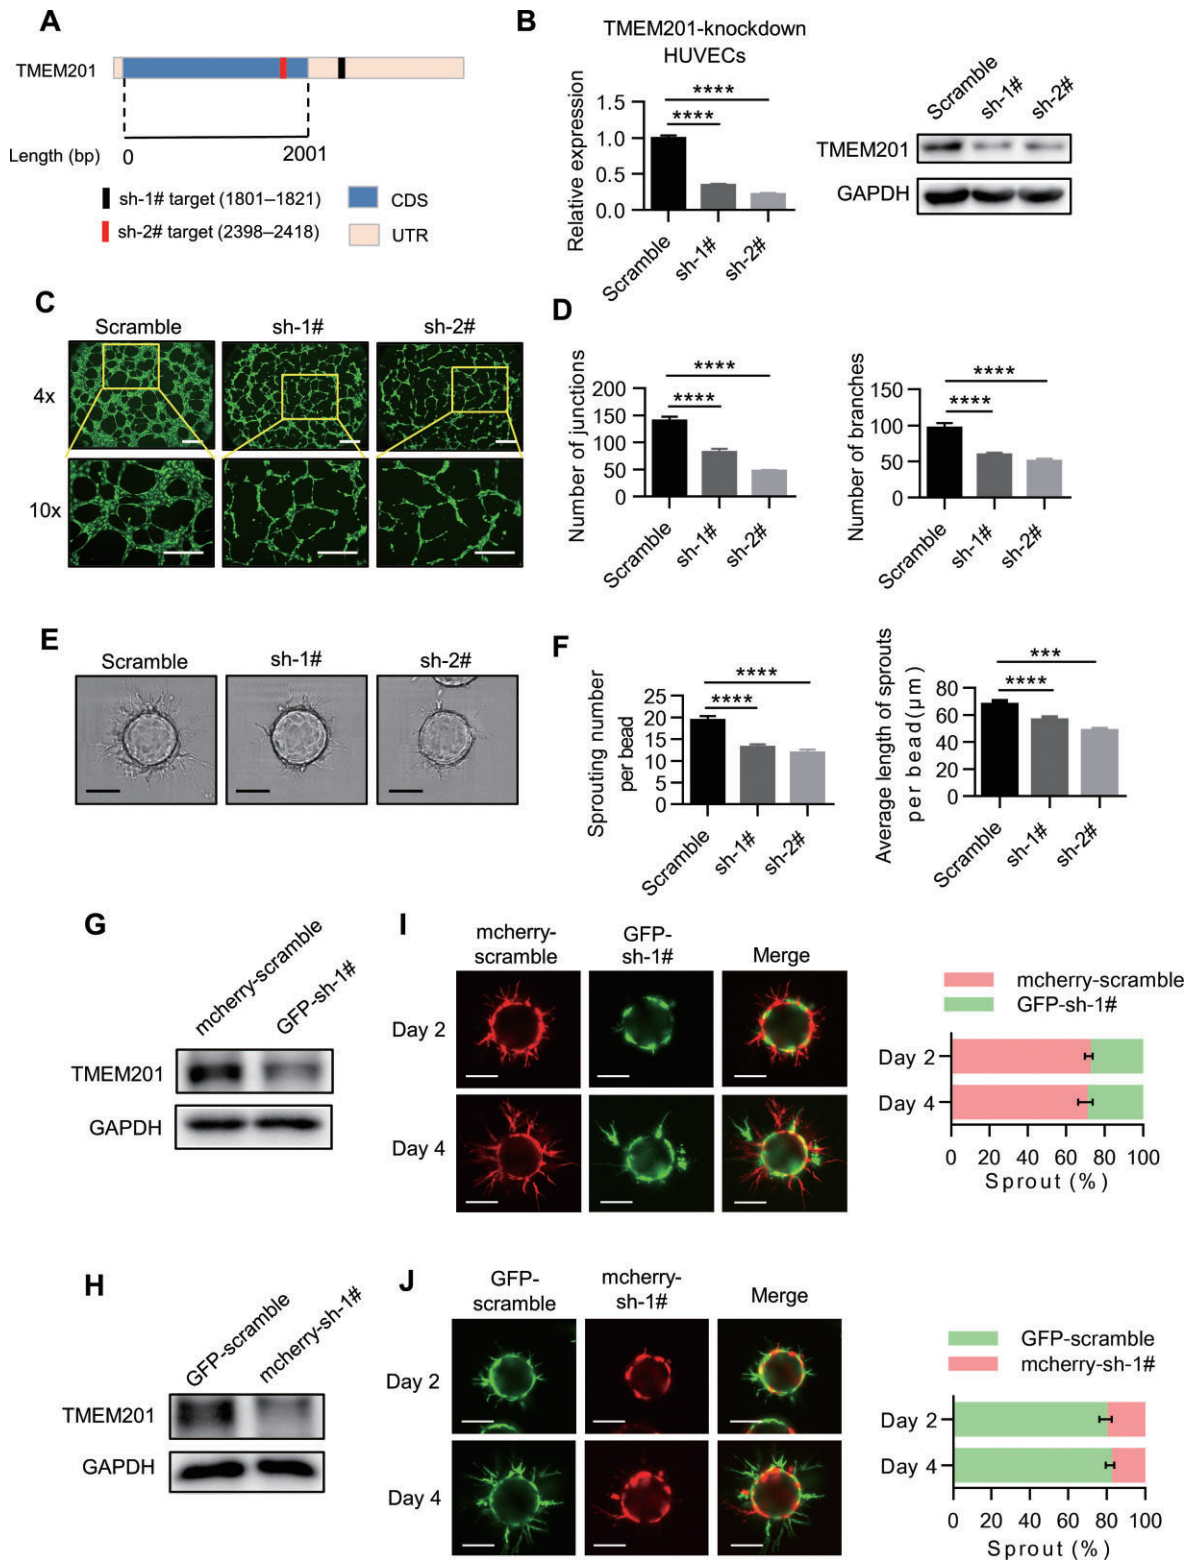 A
TMEM201
Length (bp)
0
2001
sh-1# target (1801–1821)
sh-2# target (2398–2418)
CDS
UTR
B
TMEM201-knockdown
HUVECs
Relative expression
1.5
1.0
0.5
0.0
****
****
Scramble
sh-1#
sh-2#
Scramble
sh-1#
sh-2#
TMEM201
GAPDH
C
Scramble
sh-1#
sh-2#
4x
10x
D
Number of junctions
200
150
100
50
0
****
****
Scramble
sh-1#
sh-2#
Number of branches
150
100
50
0
****
****
Scramble
sh-1#
sh-2#
E
Scramble
sh-1#
sh-2#
F
Sprouting number
per bead
25
20
15
10
5
0
****
****
Scramble
sh-1#
sh-2#
Average length of sprouts
per bead(μm)
80
60
40
20
0
***
****
Scramble
sh-1#
sh-2#
G
mcherry-scramble
GFP-sh-1#
TMEM201
GAPDH
H
GFP-scramble
mcherry-sh-1#
TMEM201
GAPDH
I
mcherry-
scramble
GFP-
sh-1#
Merge
Day 2
Day 4
mcherry-scramble
GFP-sh-1#
Day 2
Day 4
0 20 40 60 80 100
Sprout (%)
J
GFP-
scramble
mcherry-
sh-1#
Merge
Day 2
Day 4
GFP-scramble
mcherry-sh-1#
Day 2
Day 4
0 20 40 60 80 100
Sprout (%)